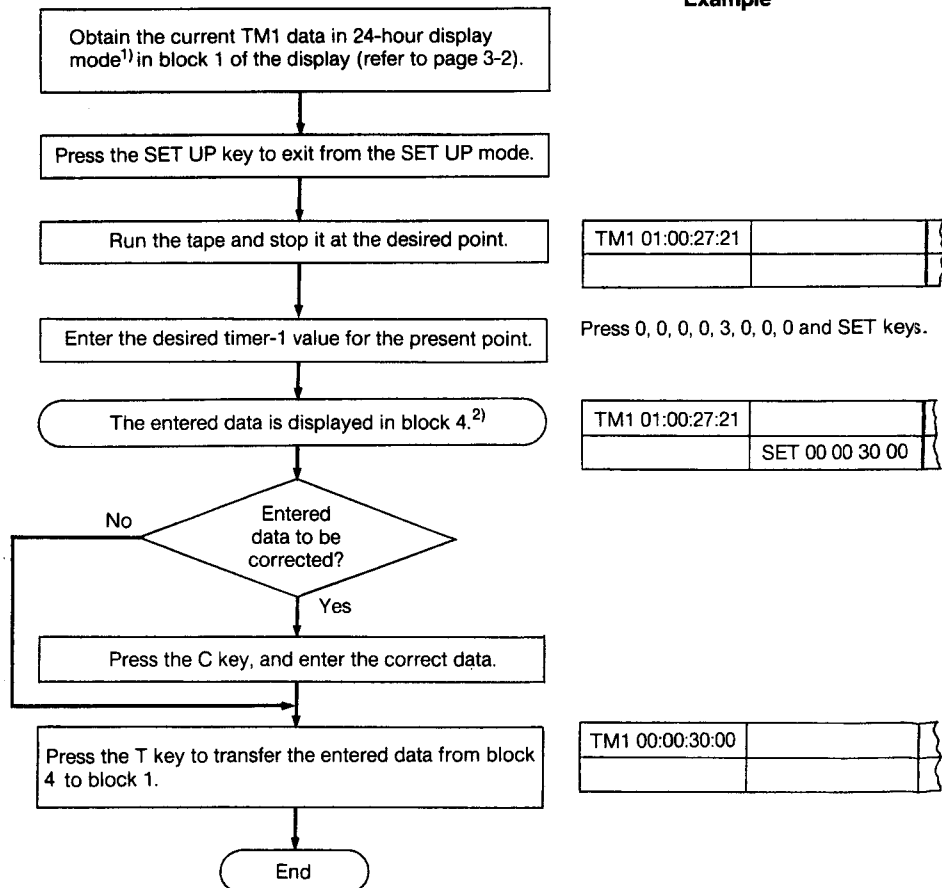 Example
Obtain the current TM1 data in 24-hour display
mode1) in block 1 of the display (refer to page 3-2).
Press the SET UP key to exit from the SET UP mode.
Run the tape and stop it at the desired point.
TM1 01:00:27:21
Enter the desired timer-1 value for the present point.
Press 0, 0, 0, 0, 3, 0, 0, 0 and SET keys.
The entered data is displayed in block 4.2)
TM1 01:00:27:21
SET 00 00 30 00
No
Entered
data to be
corrected?
Yes
Press the C key, and enter the correct data.
Press the T key to transfer the entered data from block
4 to block 1.
TM1 00:00:30:00
End